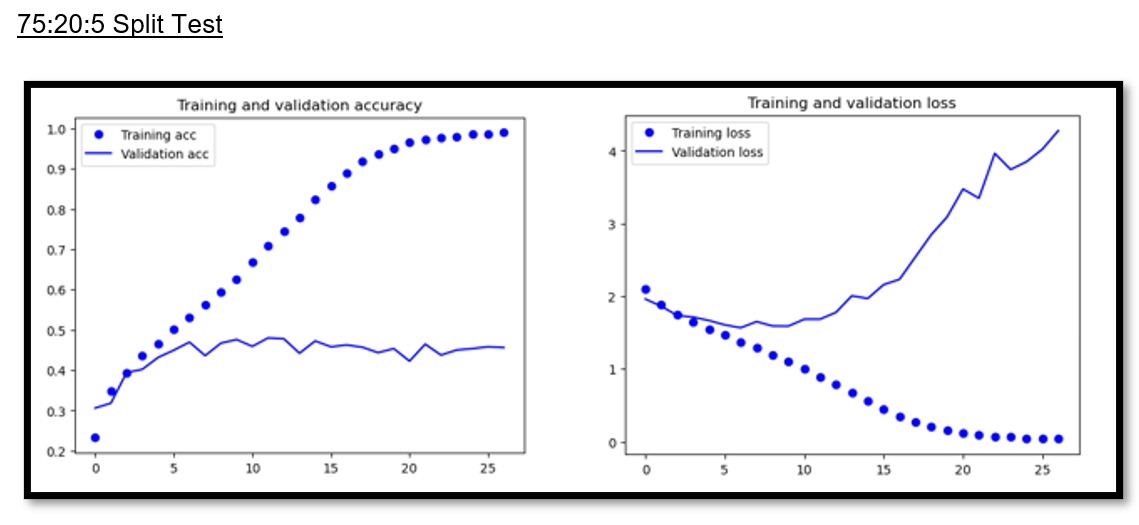 75:20:5 Split Test
Training and validation accuracy
Training acc
Validation acc
1.0
0.9
0.8
0.7
0.6
0.5
0.4
0.3
0.2
0 5 10 15 20 25
Training and validation loss
Training loss
Validation loss
4
3
2
1
0
0 5 10 15 20 25